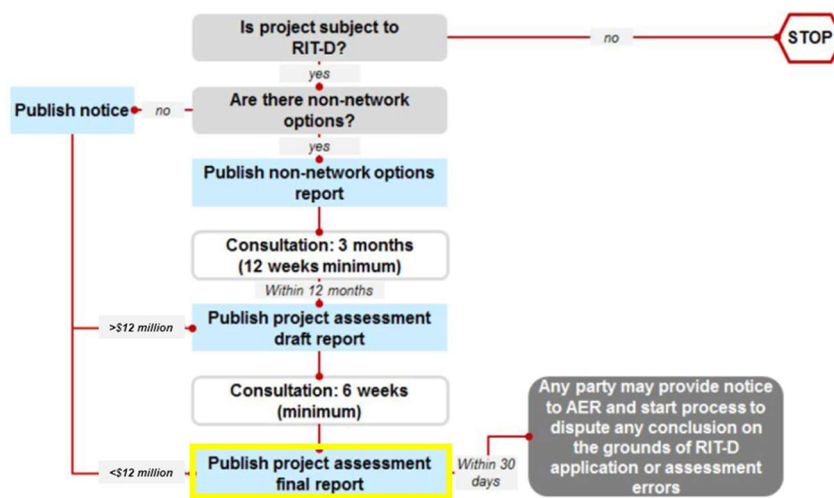 Is project subject to
RIT-D?
no
STOP
yes
Are there non-network
options?
no
Publish notice
yes
Publish non-network options
report
Consultation: 3 months
(12 weeks minimum)
Within 12 months
>$12 million
Publish project assessment
draft report
Consultation: 6 weeks
(minimum)
Any party may provide notice
to AER and start process to
dispute any conclusion on
the grounds of RIT-D
application or assessment
errors
<$12 million
Publish project assessment
final report
Within 30
days